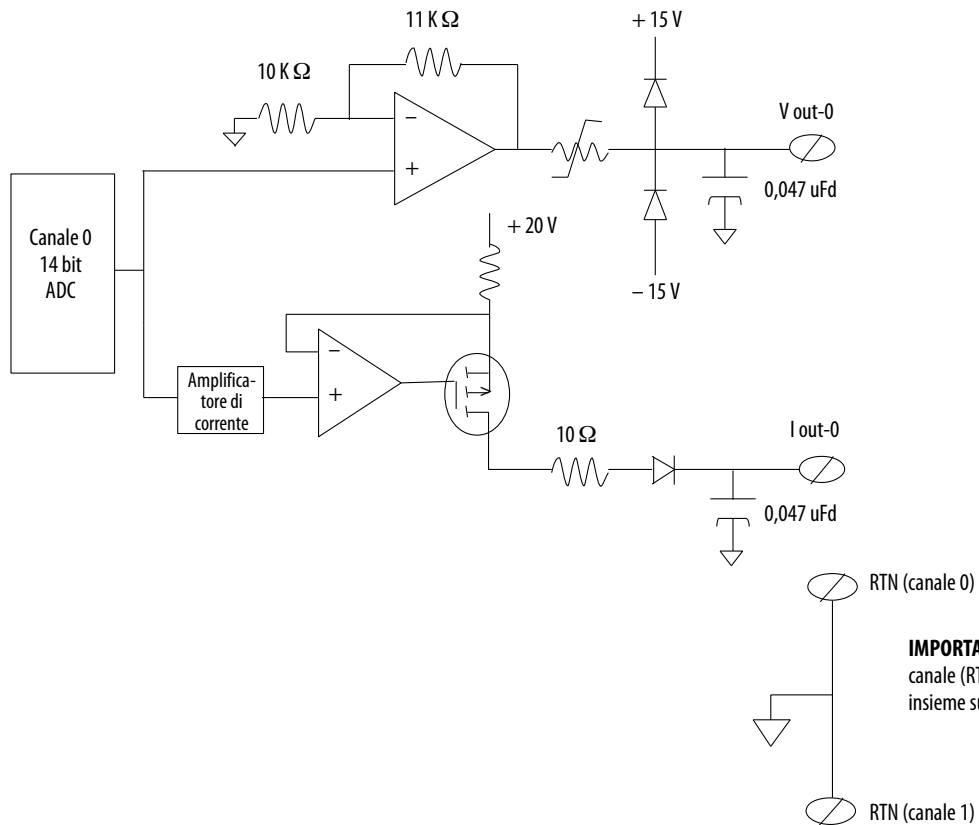 11 K Ω
+ 15 V
10 K Ω
V out-0
−
+
0,047 uFd
Canale 0
14 bit
ADC
+ 20 V
− 15 V
−
+
Amplifica-
tore di
corrente
10 Ω
I out-0
0,047 uFd
RTN (canale 0)
IMPORTA
canale (RT
insieme su
RTN (canale 1)